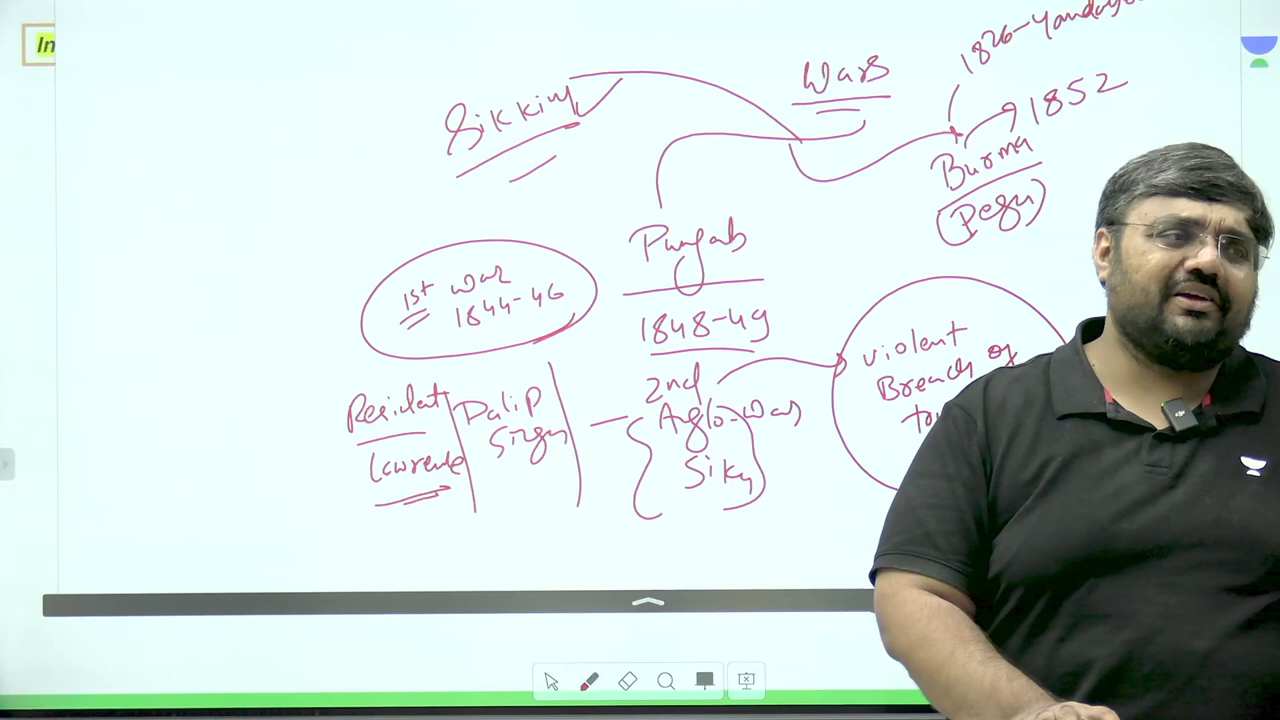 In
1826-Yandabo
Wars
1852
Sikkim
Burma
(Pegu)
Punjab
1st war
1844-46
1848-49
violent
Breach of
2nd
Anglo-War
Sikh
Resident
Lawrence
Dalip
Singh